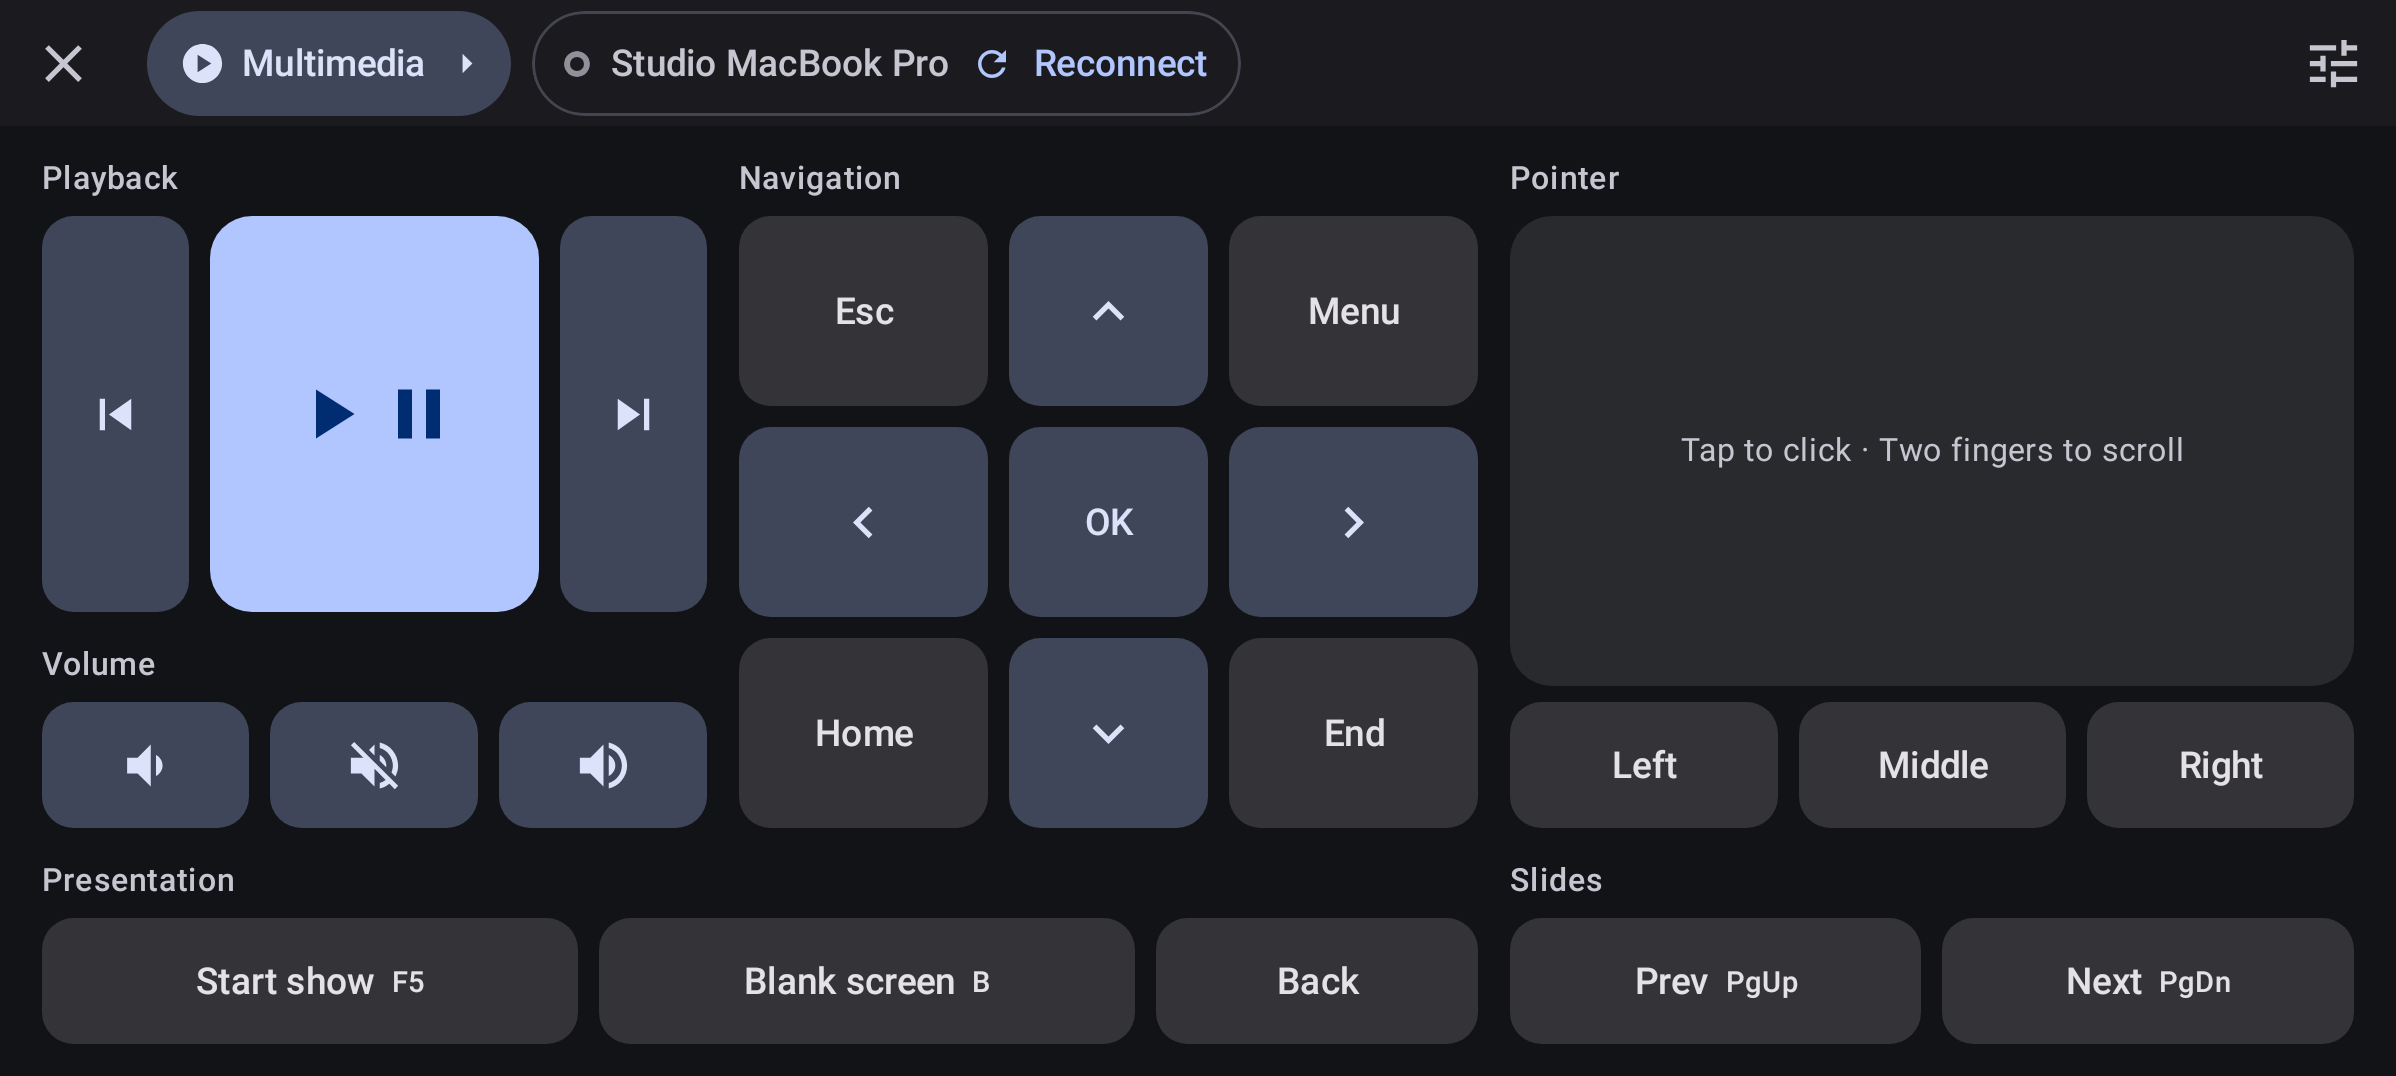 Multimedia
Studio MacBook Pro Reconnect
Playback
Navigation
Pointer
Esc
Menu
Tap to click · Two fingers to scroll
OK
Volume
Home
End
Left
Middle
Right
Presentation
Slides
Start show F5
Blank screen B
Back
Prev PgUp
Next PgDn